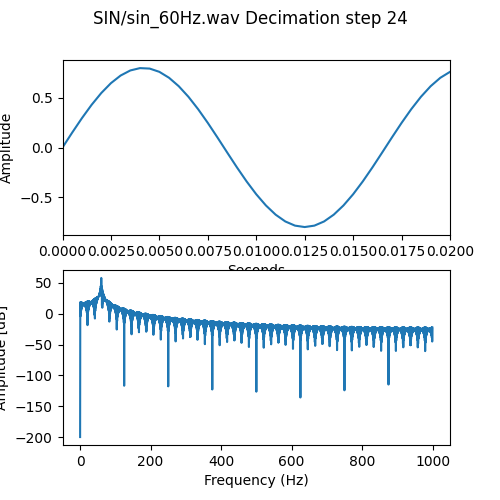 SIN/sin_60Hz.wav Decimation step 24
0.5
0.0
−0.5
Amplitude
0.0000 0.0025 0.0050 0.0075 0.0100 0.0125 0.0150 0.0175 0.0200
Seconds
50
0
−50
−100
−150
−200
Amplitude [dB]
0 200 400 600 800 1000
Frequency (Hz)